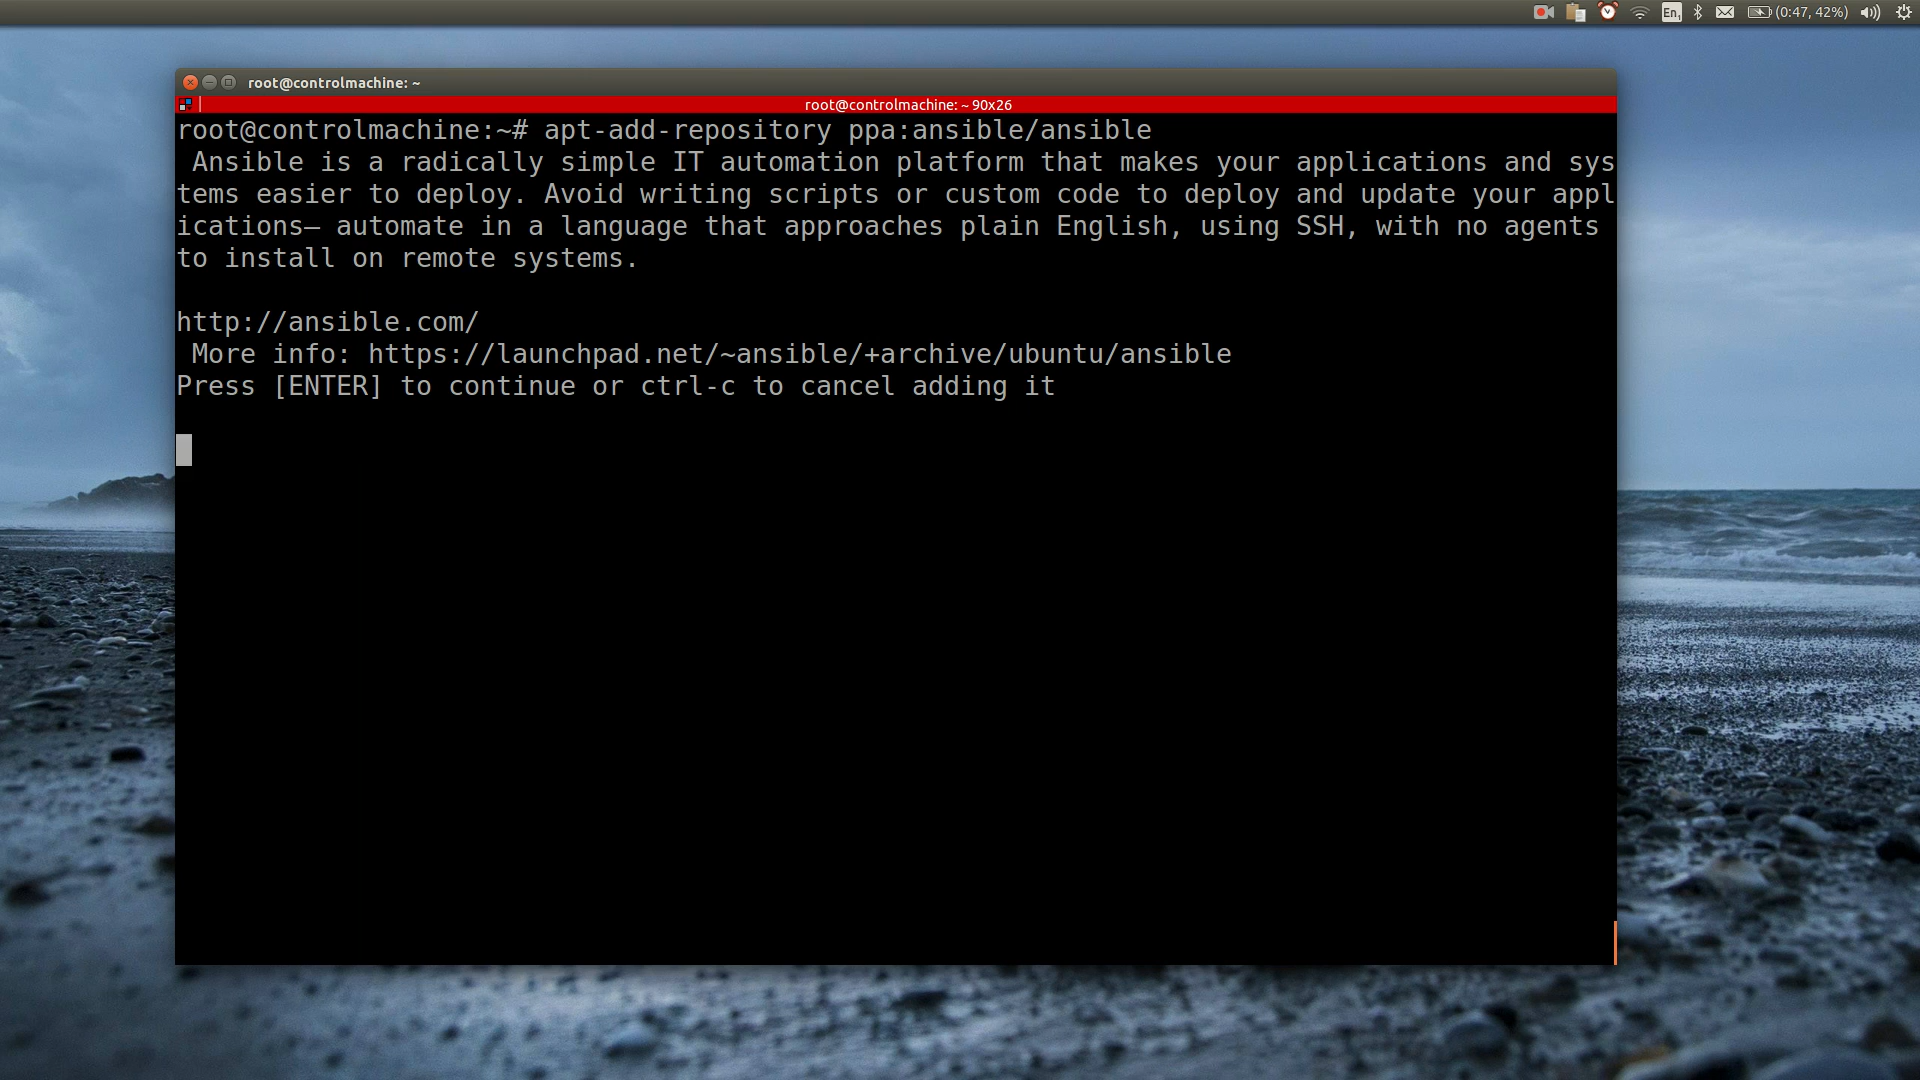 En₁
(0:47, 42%)
root@controlmachine: ~
root@controlmachine: ~ 90x26
root@controlmachine:~# apt-add-repository ppa:ansible/ansible
Ansible is a radically simple IT automation platform that makes your applications and sys
tems easier to deploy. Avoid writing scripts or custom code to deploy and update your appl
ications— automate in a language that approaches plain English, using SSH, with no agents
to install on remote systems.
http://ansible.com/
More info: https://launchpad.net/~ansible/+archive/ubuntu/ansible
Press [ENTER] to continue or ctrl-c to cancel adding it